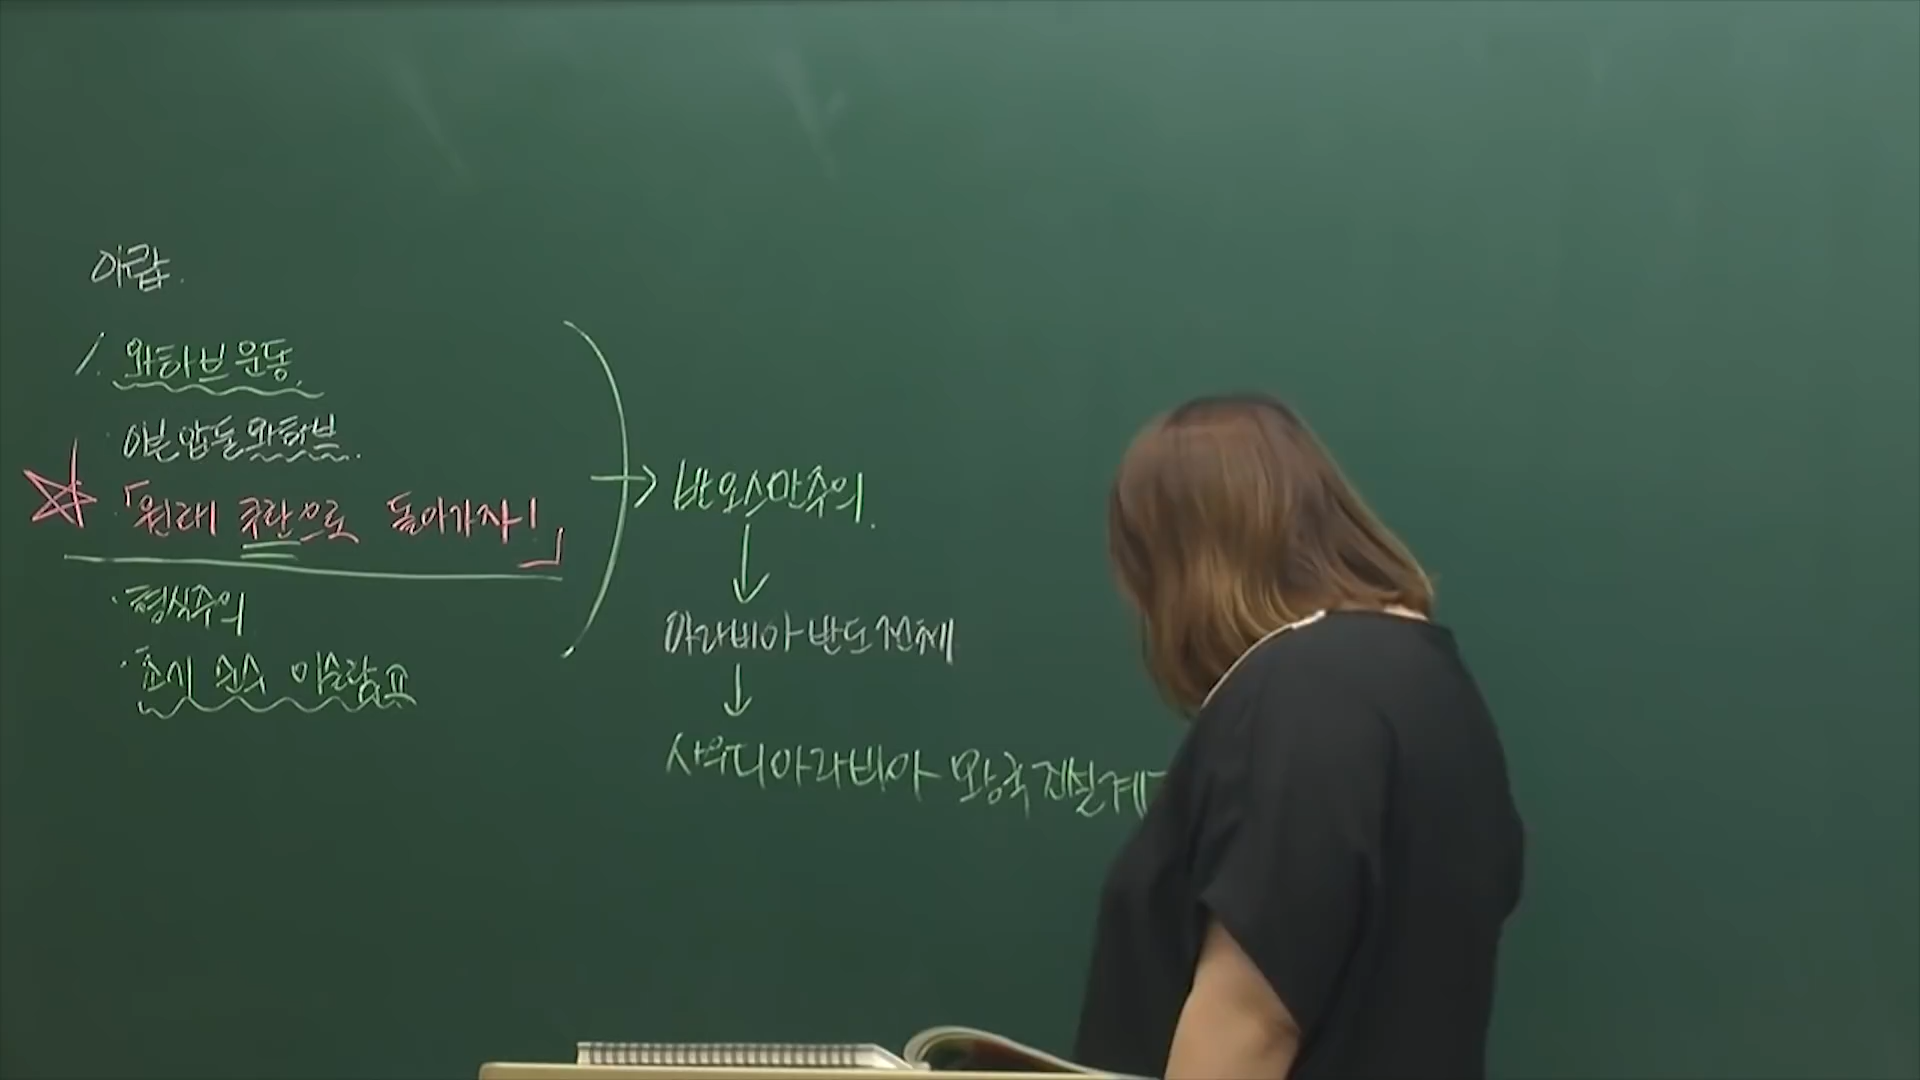 아랍.
1. 와하브 운동.
· 이븐 압둘 와하브.
· 「원래 쿠란으로 돌아가자!」
· 형식주의
· 초기 순수 이슬람교
→ 반오스만주의.
↓
아라비아 반도 전체
↓
사우디아라비아 왕국 건설계